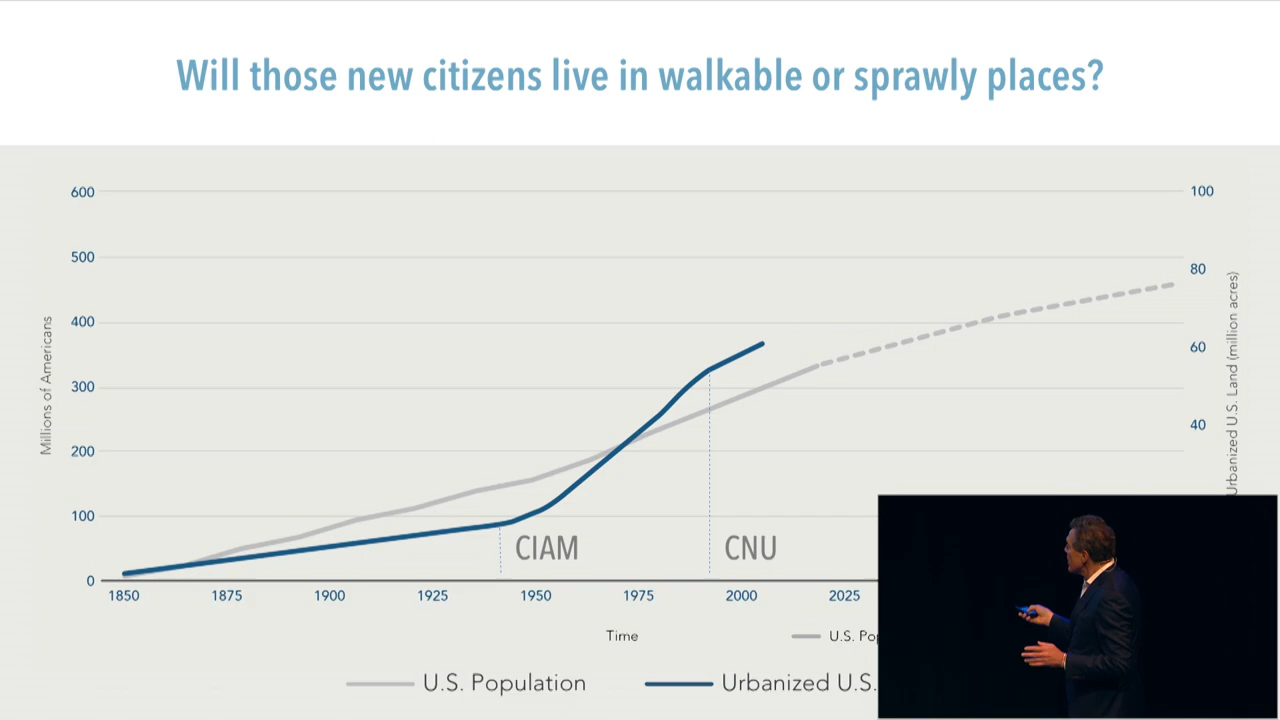 Will those new citizens live in walkable or sprawly places?
600
500
400
300
200
100
0
Millions of Americans
100
80
60
40
Urbanized U.S. Land (million acres)
CIAM
CNU
1850
1875
1900
1925
1950
1975
2000
2025
Time
U.S. Pop
U.S. Population
Urbanized U.S.